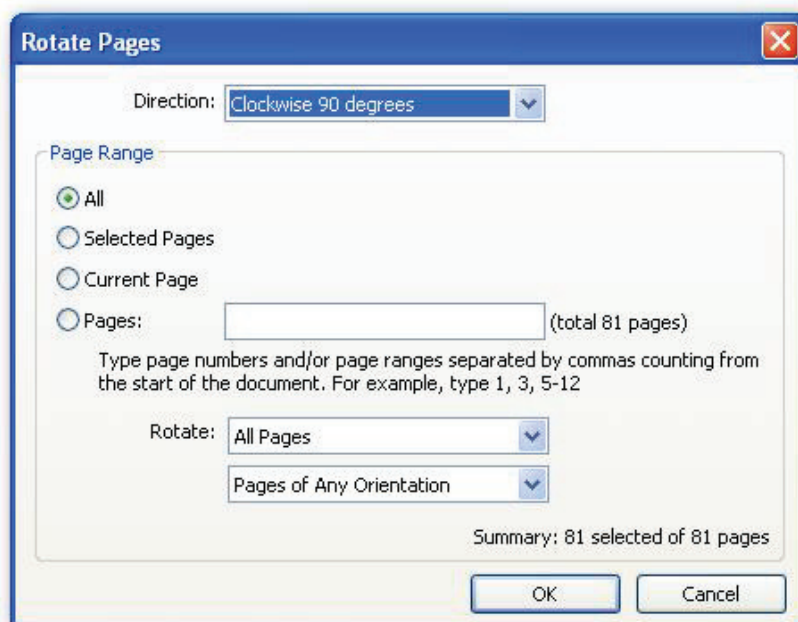 Rotate Pages
Direction: Clockwise 90 degrees
Page Range
All
Selected Pages
Current Page
Pages: (total 81 pages)
Type page numbers and/or page ranges separated by commas counting from
the start of the document. For example, type 1, 3, 5-12
Rotate: All Pages
Pages of Any Orientation
Summary: 81 selected of 81 pages
OK Cancel